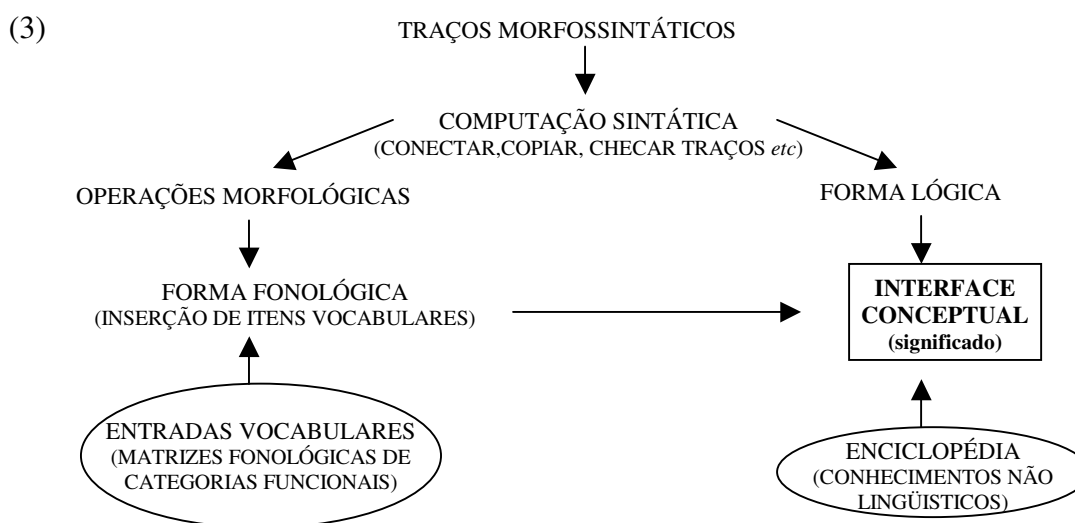 (3)
TRAÇOS MORFOSSINTÁTICOS
COMPUTAÇÃO SINTÁTICA
(CONECTAR,COPIAR, CHECAR TRAÇOS etc)
OPERAÇÕES MORFOLÓGICAS
FORMA LÓGICA
FORMA FONOLÓGICA
(INSERÇÃO DE ITENS VOCABULARES)
INTERFACE
CONCEPTUAL
(significado)
ENTRADAS VOCABULARES
(MATRIZES FONOLÓGICAS DE
CATEGORIAS FUNCIONAIS)
ENCICLOPÉDIA
(CONHECIMENTOS NÃO
LINGÜISTICOS)